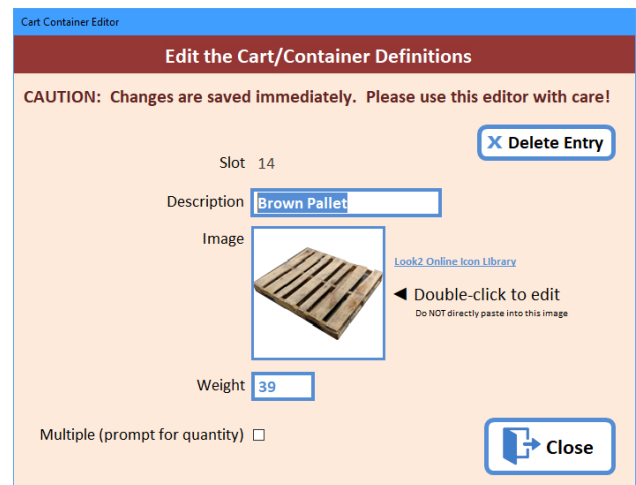 Cart Container Editor
Edit the Cart/Container Definitions
CAUTION:  Changes are saved immediately.  Please use this editor with care!
X Delete Entry
Slot 14
Description Brown Pallet
Image
Look2 Online Icon LIbrary
◄ Double-click to edit
Do NOT directly paste into this image
Weight 39
Multiple (prompt for quantity)
Close